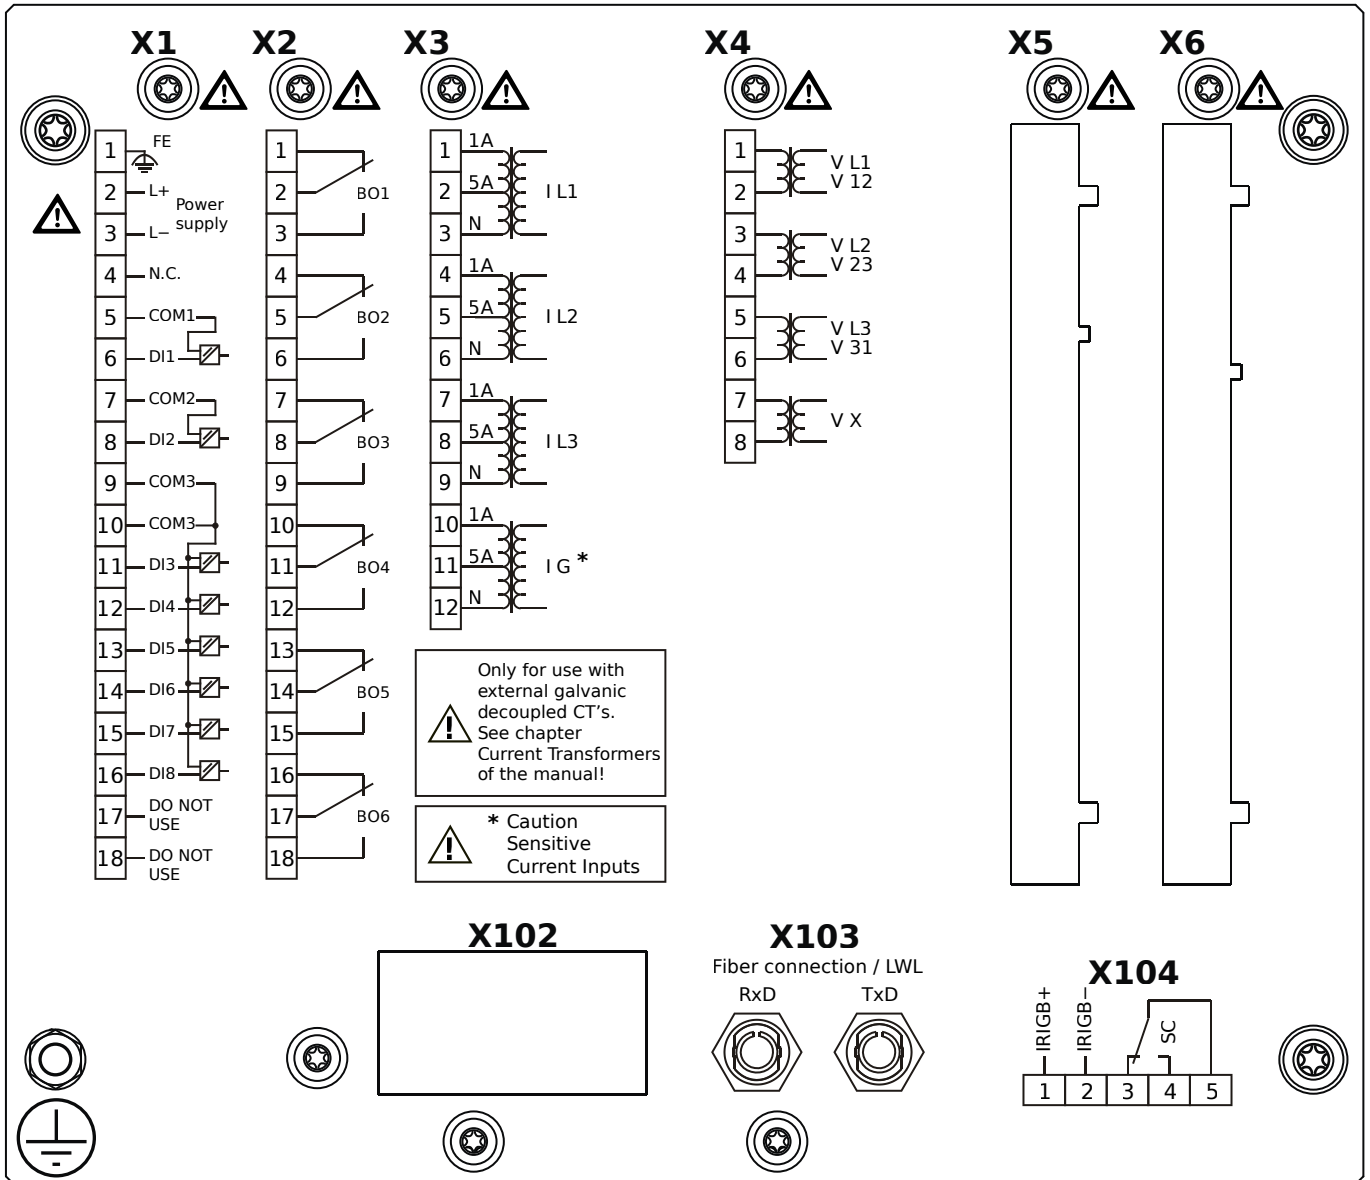 X1
X2
X3
X4
X5
X6
1
FE
2
L+
Power
supply
3
L−
4
N.C.
5
COM1
6
DI1
7
COM2
8
DI2
9
COM3
10
COM3
11
DI3
12
DI4
13
DI5
14
DI6
15
DI7
16
DI8
17
DO NOT
USE
18
DO NOT
USE
1
2
BO1
3
4
5
BO2
6
7
8
BO3
9
10
11
BO4
12
13
14
BO5
15
16
17
BO6
18
1
1A
2
5A
I L1
3
N
4
1A
5
5A
I L2
6
N
7
1A
8
5A
I L3
9
N
10
1A
11
5A
I G *
12
N
Only for use with
external galvanic
decoupled CT's.
See chapter
Current Transformers
of the manual!
* Caution
Sensitive
Current Inputs
1
V L1
2
V 12
3
V L2
4
V 23
5
V L3
6
V 31
7
V X
8
X102
X103
Fiber connection / LWL
RxD
TxD
X104
IRIGB+
IRIGB−
SC
1
2
3
4
5